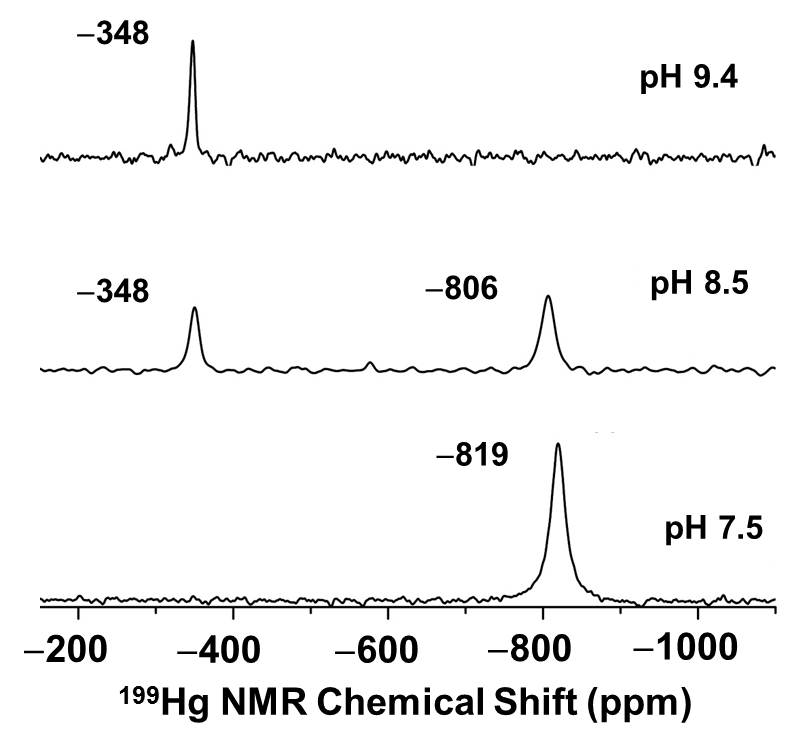 −348
pH 9.4
−348
−806
pH 8.5
−819
pH 7.5
−200 −400 −600 −800 −1000
¹⁹⁹Hg NMR Chemical Shift (ppm)